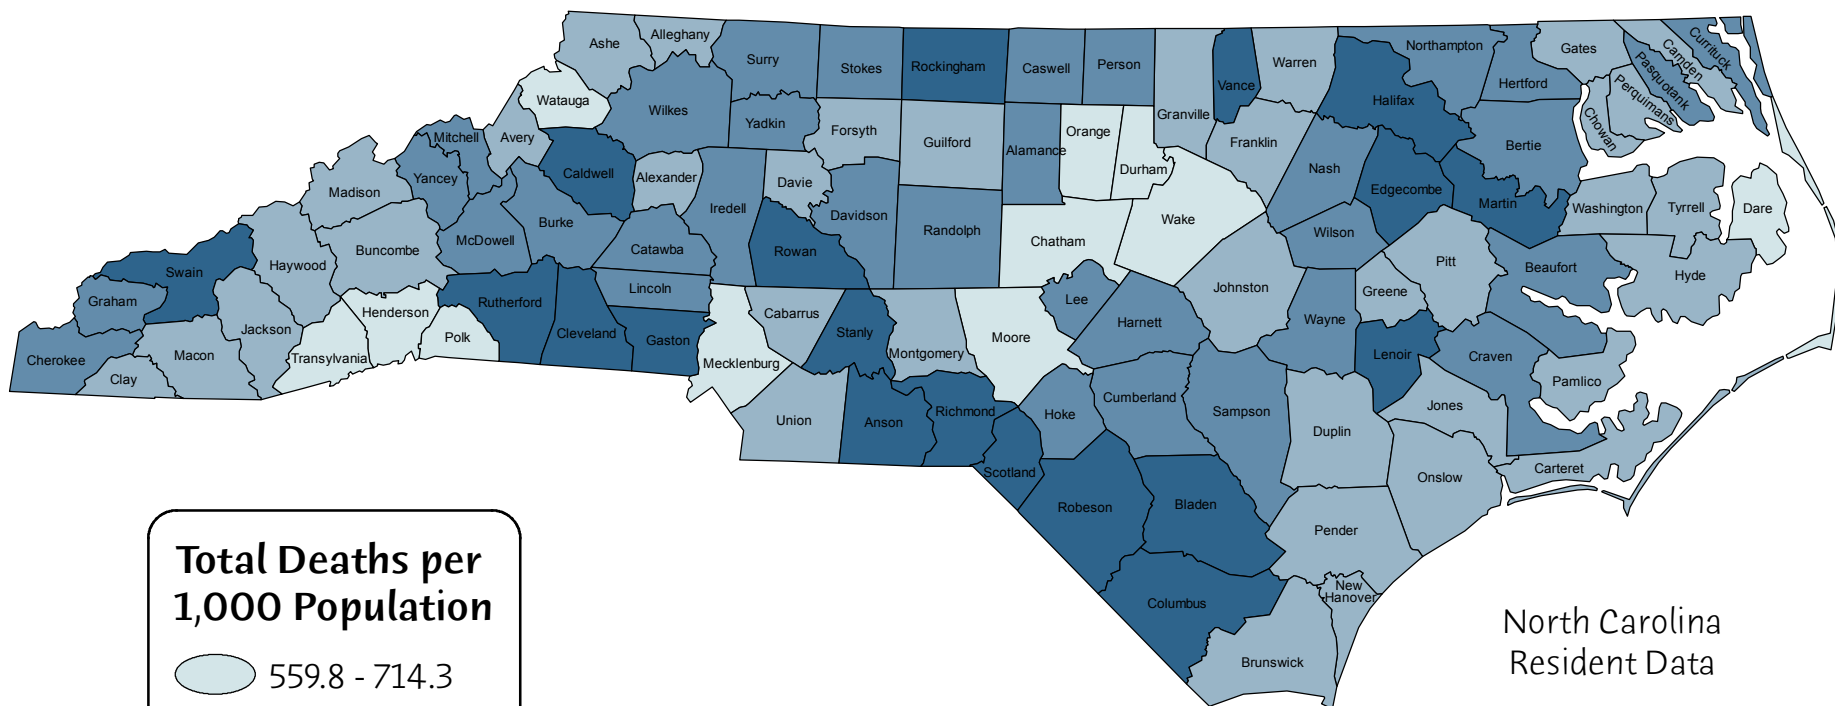 Ashe
Alleghany
Surry
Stokes
Rockingham
Caswell
Person
Vance
Warren
Northampton
Gates
Camden
Currituck
Pasquotank
Perquimans
Chowan
Hertford
Halifax
Granville
Watauga
Wilkes
Yadkin
Forsyth
Guilford
Alamance
Orange
Durham
Franklin
Nash
Edgecombe
Bertie
Martin
Washington
Tyrrell
Dare
Mitchell
Avery
Caldwell
Alexander
Davie
Iredell
Davidson
Randolph
Chatham
Wake
Wilson
Pitt
Beaufort
Hyde
Madison
Yancey
McDowell
Burke
Catawba
Rowan
Buncombe
Haywood
Swain
Graham
Cherokee
Clay
Macon
Jackson
Transylvania
Henderson
Polk
Rutherford
Cleveland
Lincoln
Gaston
Mecklenburg
Cabarrus
Stanly
Montgomery
Moore
Lee
Harnett
Johnston
Wayne
Greene
Lenoir
Craven
Pamlico
Jones
Carteret
Onslow
Duplin
Sampson
Cumberland
Hoke
Richmond
Anson
Union
Scotland
Robeson
Bladen
Pender
New
Hanover
Columbus
Brunswick
Total Deaths per
1,000 Population
559.8 - 714.3
North Carolina
Resident Data